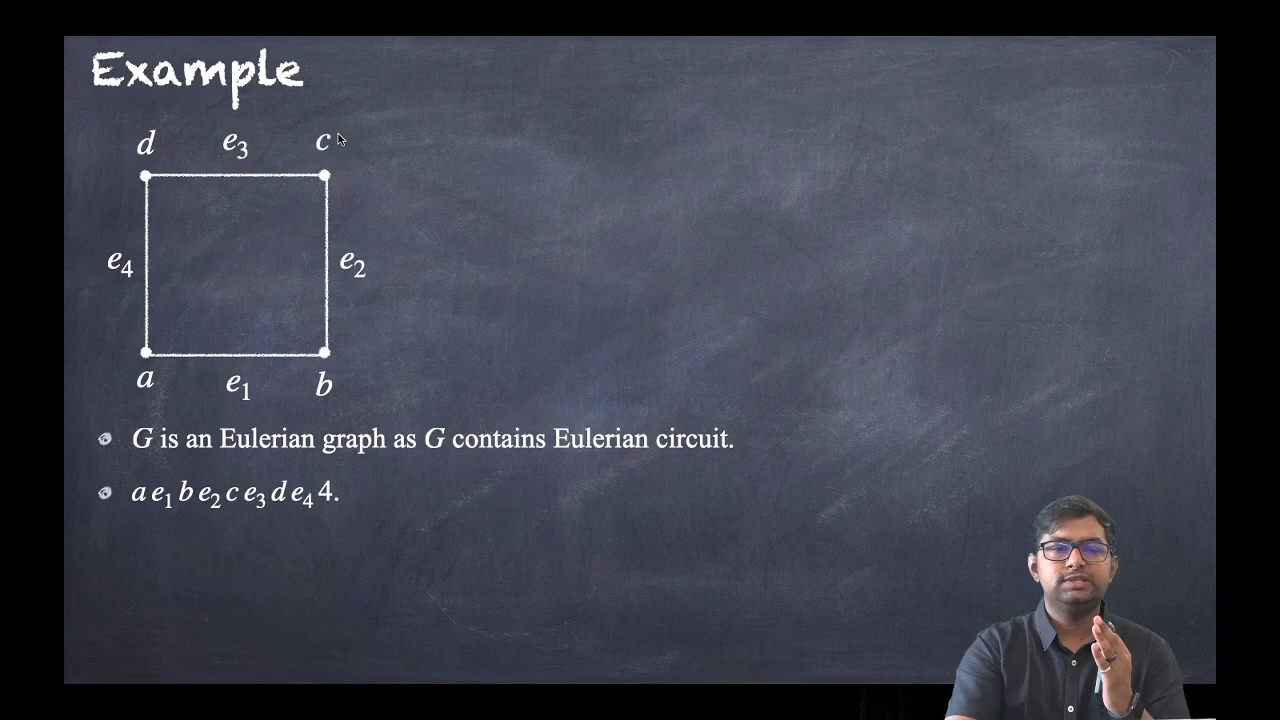 Example
d e₃ c
e₄ e₂
a e₁ b
G is an Eulerian graph as G contains Eulerian circuit.
a e₁ b e₂ c e₃ d e₄ 4.